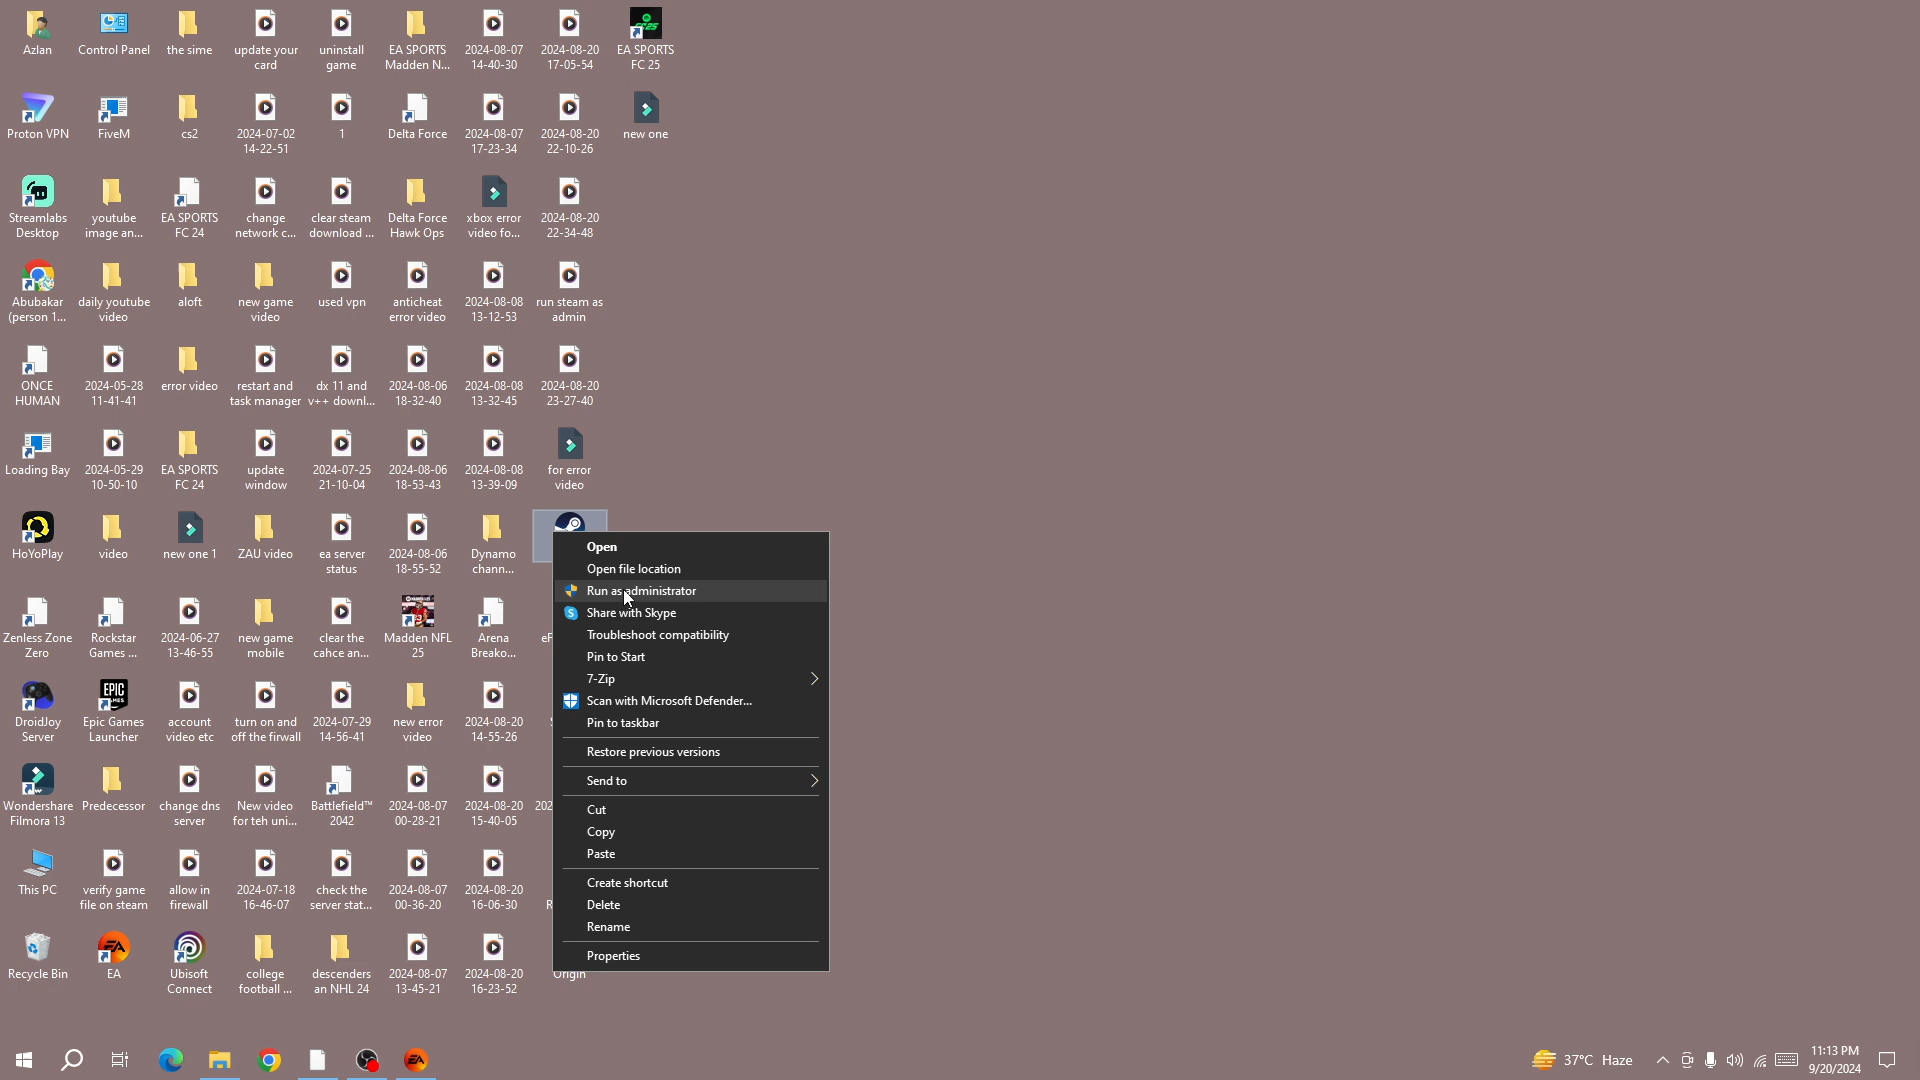 Azlan
Control Panel
the sime
update your
card
uninstall
game
EA SPORTS
Madden N...
2024-08-07
14-40-30
2024-08-20
17-05-54
EA SPORTS
FC 25
Proton VPN
FiveM
cs2
2024-07-02
14-22-51
1
Delta Force
2024-08-07
17-23-34
2024-08-20
22-10-26
new one
Streamlabs
Desktop
youtube
image an...
EA SPORTS
FC 24
change
network c...
clear steam
download ...
Delta Force
Hawk Ops
xbox error
video fo...
2024-08-20
22-34-48
Abubakar
(person 1...
daily youtube
video
aloft
new game
video
used vpn
anticheat
error video
2024-08-08
13-12-53
run steam as
admin
ONCE
HUMAN
2024-05-28
11-41-41
error video
restart and
task manager
dx 11 and
v++ downl...
2024-08-06
18-32-40
2024-08-08
13-32-45
2024-08-20
23-27-40
Loading Bay
2024-05-29
10-50-10
EA SPORTS
FC 24
update
window
2024-07-25
21-10-04
2024-08-06
18-53-43
2024-08-08
13-39-09
for error
video
HoYoPlay
video
new one 1
ZAU video
ea server
status
2024-08-06
18-55-52
Dynamo
chann...
Zenless Zone
Zero
Rockstar
Games ...
2024-06-27
13-46-55
new game
mobile
clear the
cahce an...
Madden NFL
25
Arena
Breako...
DroidJoy
Server
EPIC
GAMES
Epic Games
Launcher
account
video etc
turn on and
off the firwall
2024-07-29
14-56-41
new error
video
2024-08-20
14-55-26
Wondershare
Filmora 13
Predecessor
change dns
server
New video
for teh uni...
Battlefield™
2042
2024-08-07
00-28-21
2024-08-20
15-40-05
This PC
verify game
file on steam
allow in
firewall
2024-07-18
16-46-07
check the
server stat...
2024-08-07
00-36-20
2024-08-20
16-06-30
Recycle Bin
EA
Ubisoft
Connect
college
football ...
descenders
an NHL 24
2024-08-07
13-45-21
2024-08-20
16-23-52
Origin
Open
Open file location
Run as administrator
Share with Skype
Troubleshoot compatibility
Pin to Start
7-Zip
Scan with Microsoft Defender...
Pin to taskbar
Restore previous versions
Send to
Cut
Copy
Paste
Create shortcut
Delete
Rename
Properties
37°C Haze
11:13 PM
9/20/2024